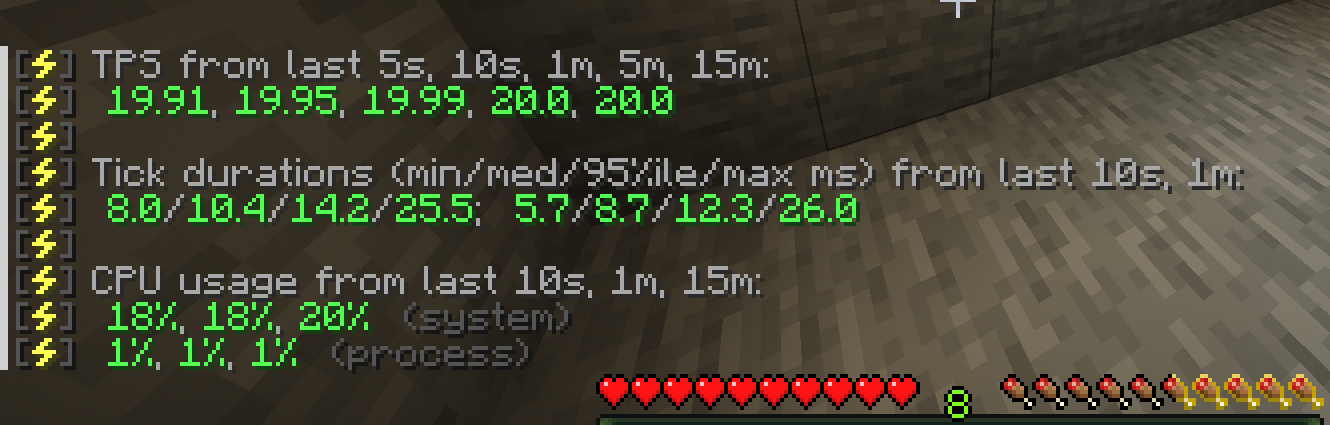 [⚡] TPS from last 5s, 10s, 1m, 5m, 15m:
[⚡] 19.91, 19.95, 19.99, 20.0, 20.0
[⚡]
[⚡] Tick durations (min/med/95%ile/max ms) from last 10s, 1m:
[⚡] 8.0/10.4/14.2/25.5; 5.7/8.7/12.3/26.0
[⚡]
[⚡] CPU usage from last 10s, 1m, 15m:
[⚡] 18%, 18%, 20% (system)
[⚡] 1%, 1%, 1% (process)
8